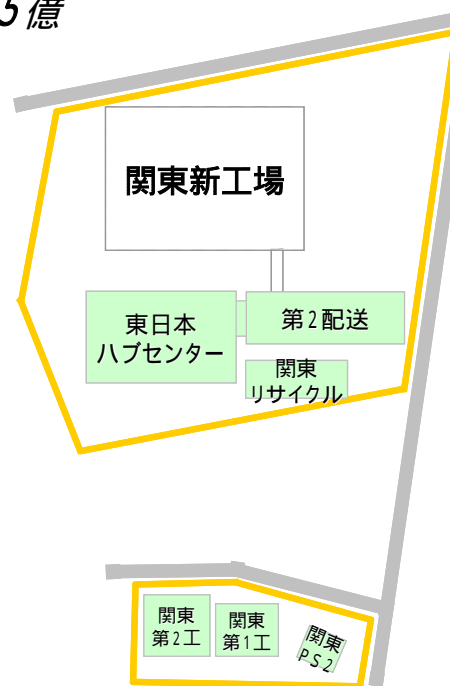 5億
関東新工場
東日本
ハブセンター
第2配送
関東
リサイクル
関東
第2工
関東
第1工
関東
PS2